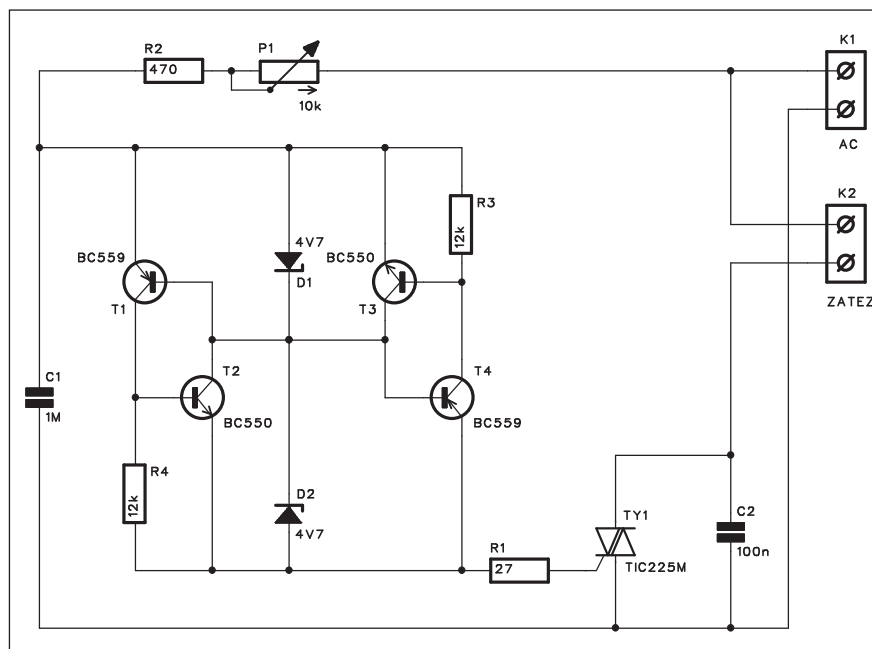 R2
470
P1
10k
K1
AC
K2
ZATEZ
R3
12k
4V7
D1
BC559
T1
BC550
T3
T2
BC550
T4
BC559
C1
1M
R4
12k
D2
4V7
R1
27
TY1
TIC225M
C2
100n